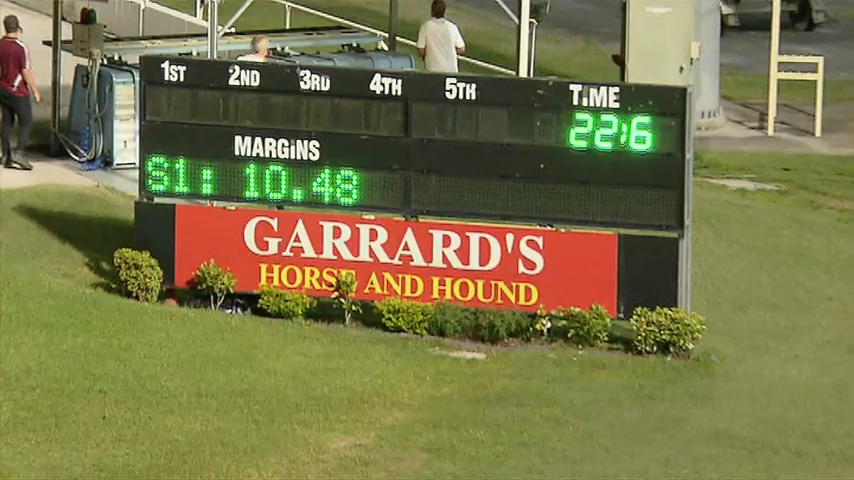 1ST 2ND 3RD 4TH 5TH TIME
22:6
MARGINS
S1: 10.48
GARRARD'S
HORSE AND HOUND